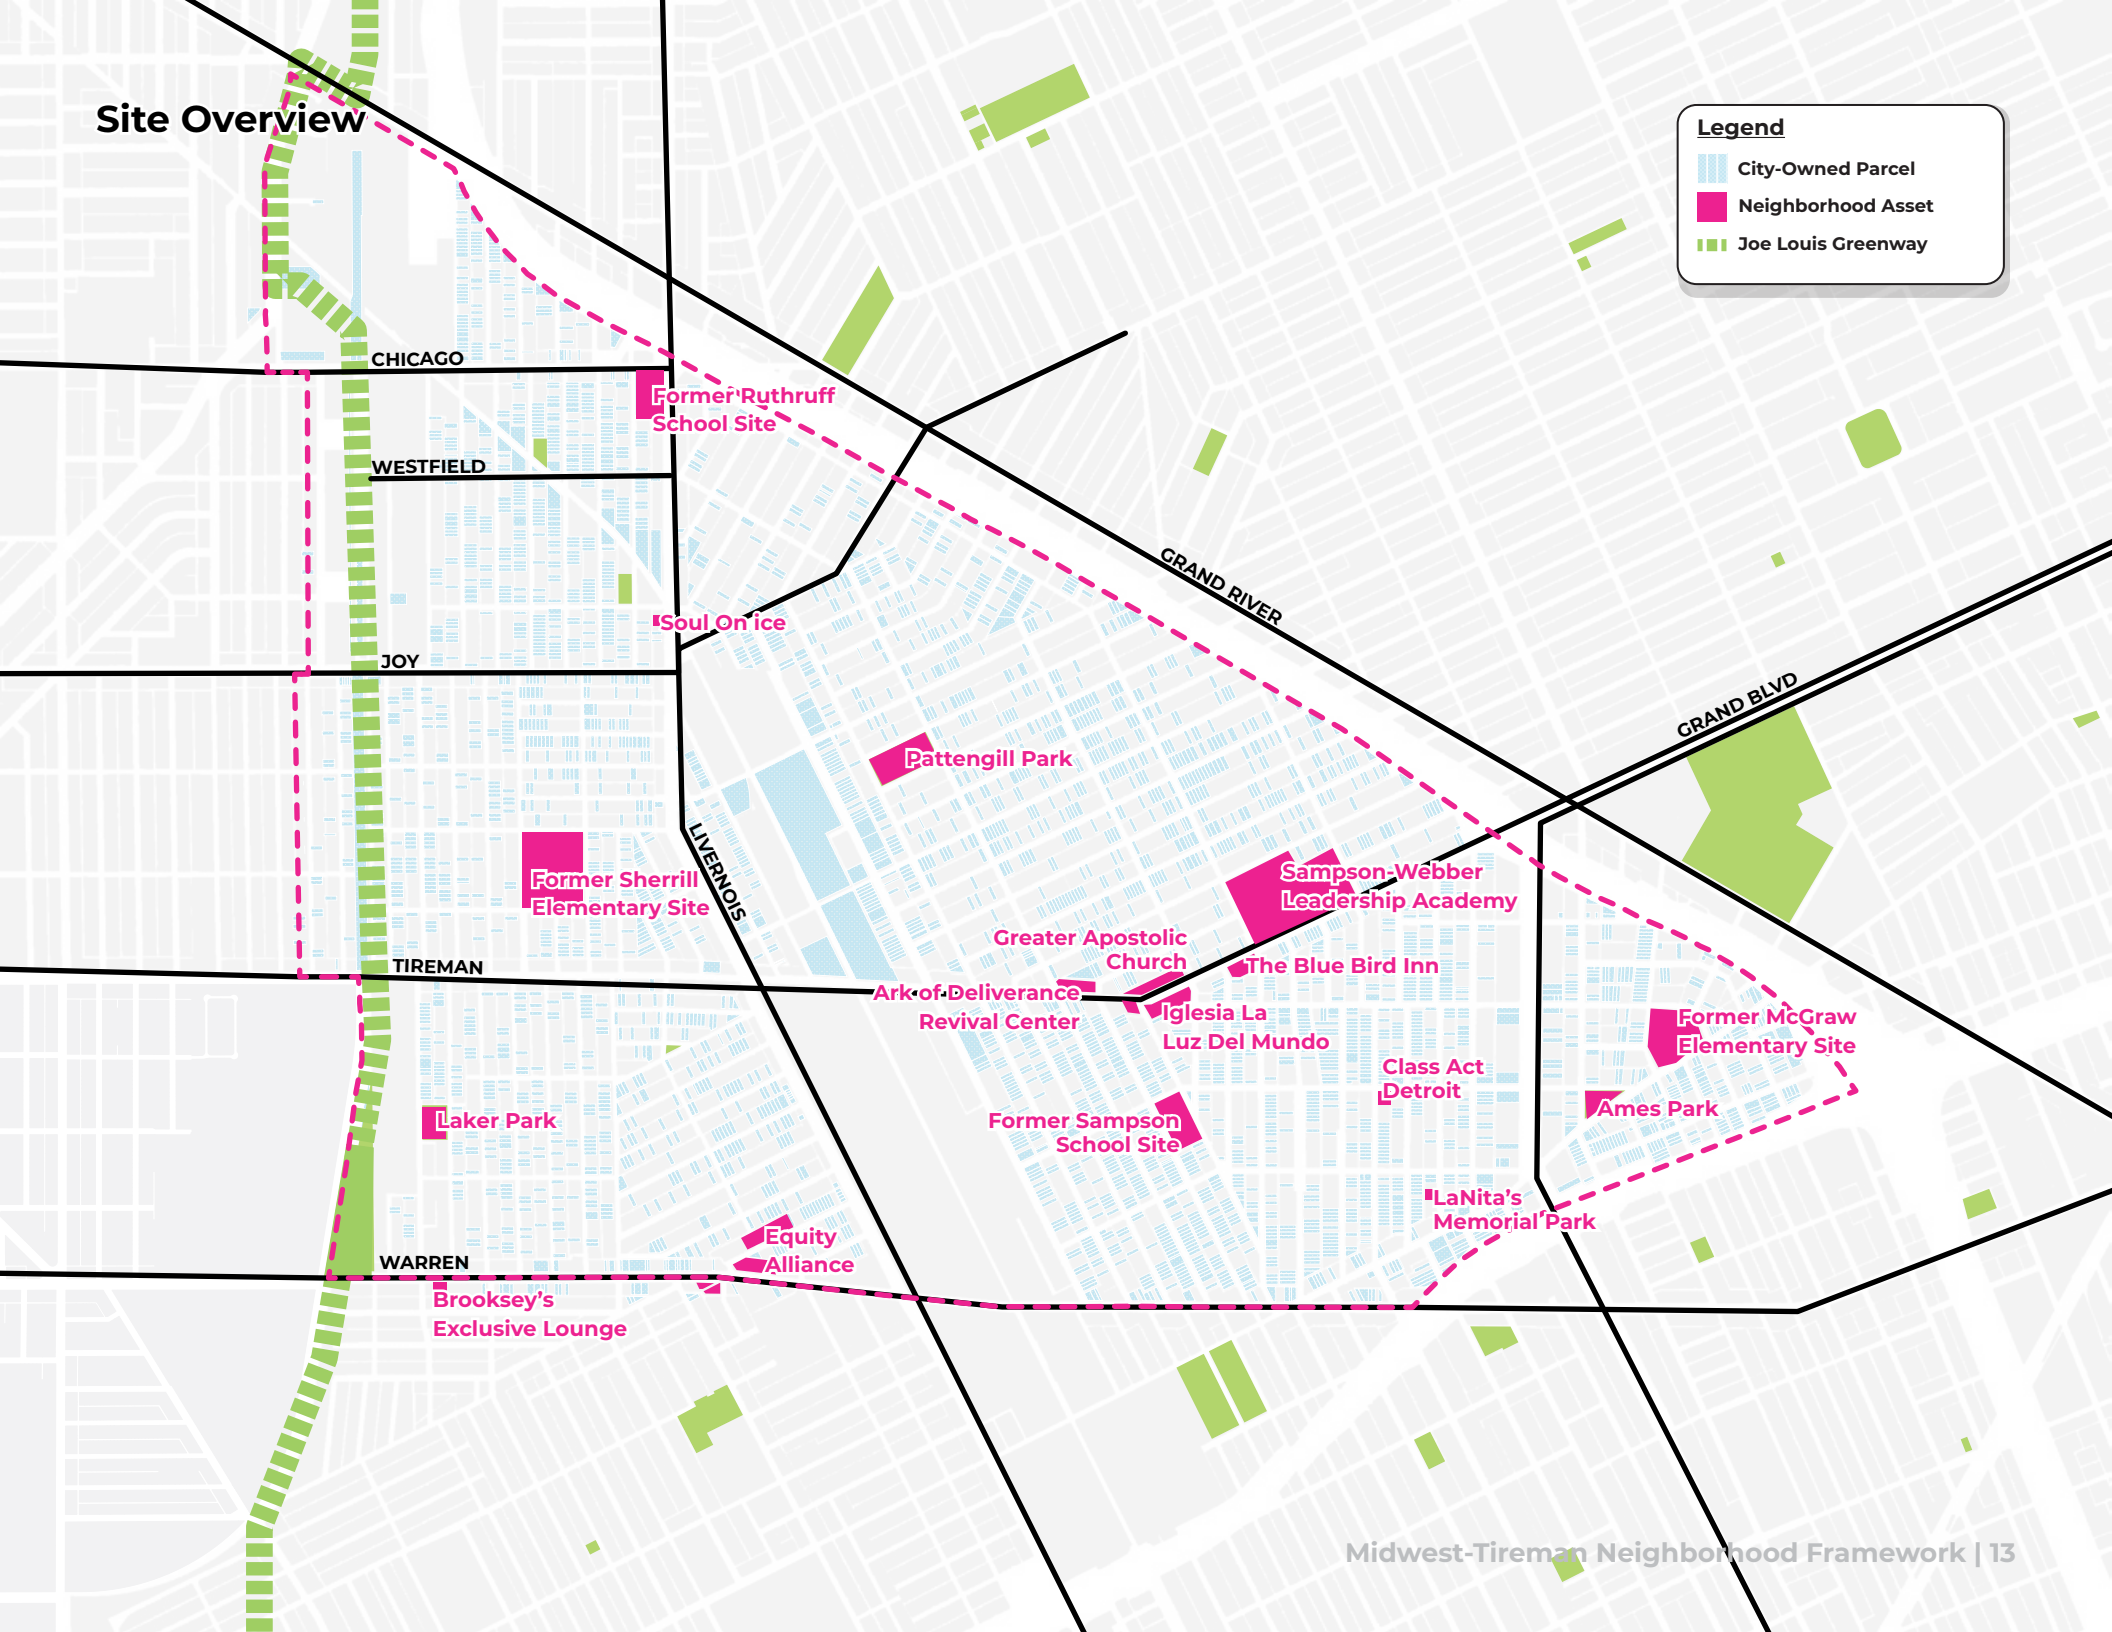 Site Overview
Legend
City-Owned Parcel
Neighborhood Asset
Joe Louis Greenway
CHICAGO
Former Ruthruff
School Site
WESTFIELD
GRAND RIVER
Soul On ice
JOY
GRAND BLVD
Pattengill Park
LIVERNOIS
Former Sherrill
Elementary Site
Sampson-Webber
Leadership Academy
Greater Apostolic
Church
The Blue Bird Inn
TIREMAN
Ark of Deliverance
Revival Center
Iglesia La
Luz Del Mundo
Former McGraw
Elementary Site
Class Act
Detroit
Ames Park
Laker Park
Former Sampson
School Site
LaNita’s
Memorial Park
Equity
Alliance
WARREN
Brooksey’s
Exclusive Lounge
Midwest-Tireman Neighborhood Framework | 13